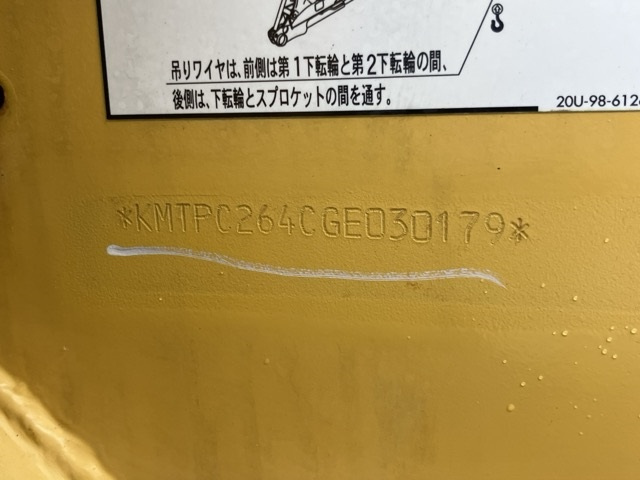 吊りワイヤは、前側は第1下転輪と第2下転輪の間、
後側は、下転輪とスプロケットの間を通す。
20U-98-612
*KMTPC264CGE030179*